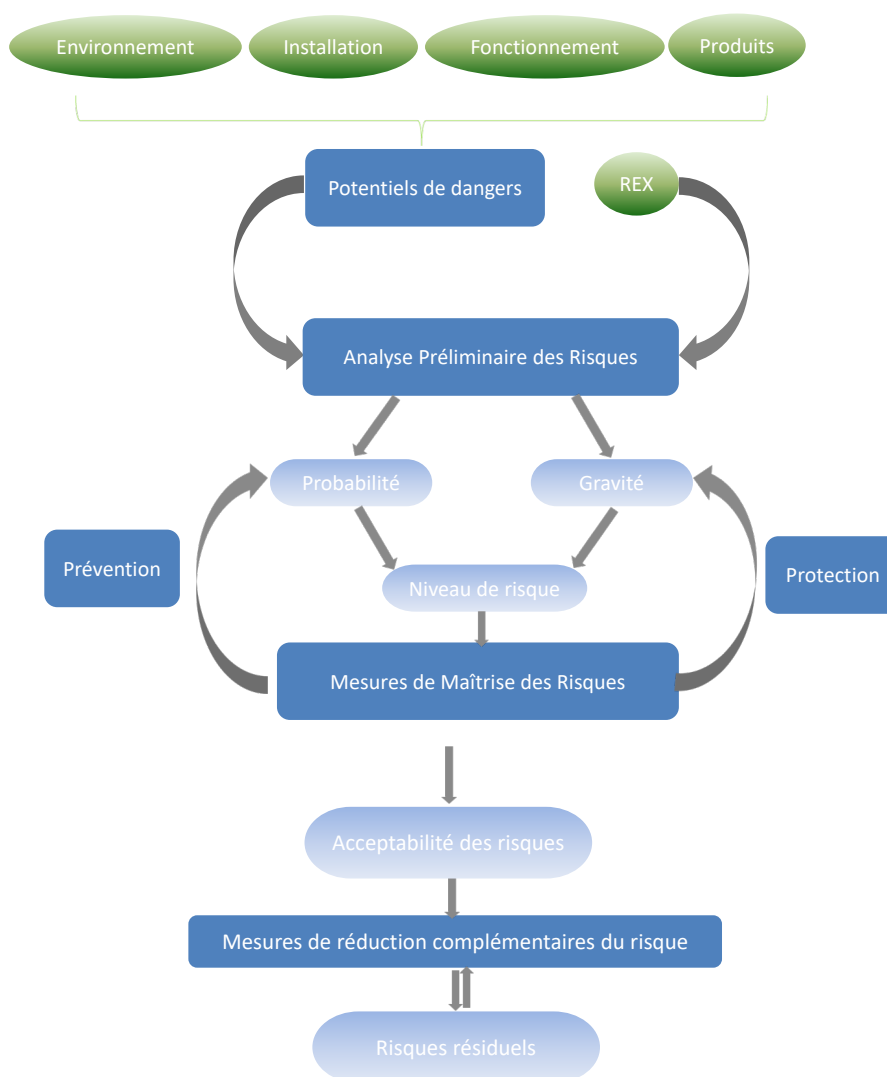 Environnement
Installation
Fonctionnement
Produits
Potentiels de dangers
REX
Analyse Préliminaire des Risques
Probabilité
Gravité
Prévention
Protection
Niveau de risque
Mesures de Maîtrise des Risques
Acceptabilité des risques
Mesures de réduction complémentaires du risque
Risques résiduels